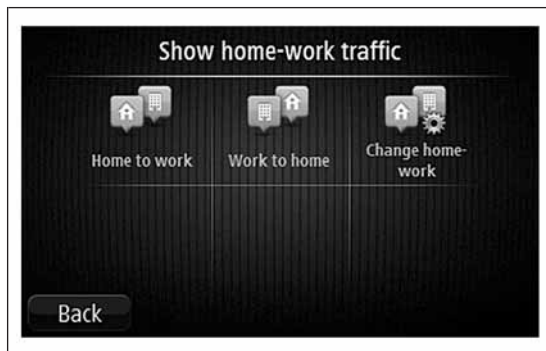 Show home-work traffic
Home to work
Work to home
Change home-
work
Back